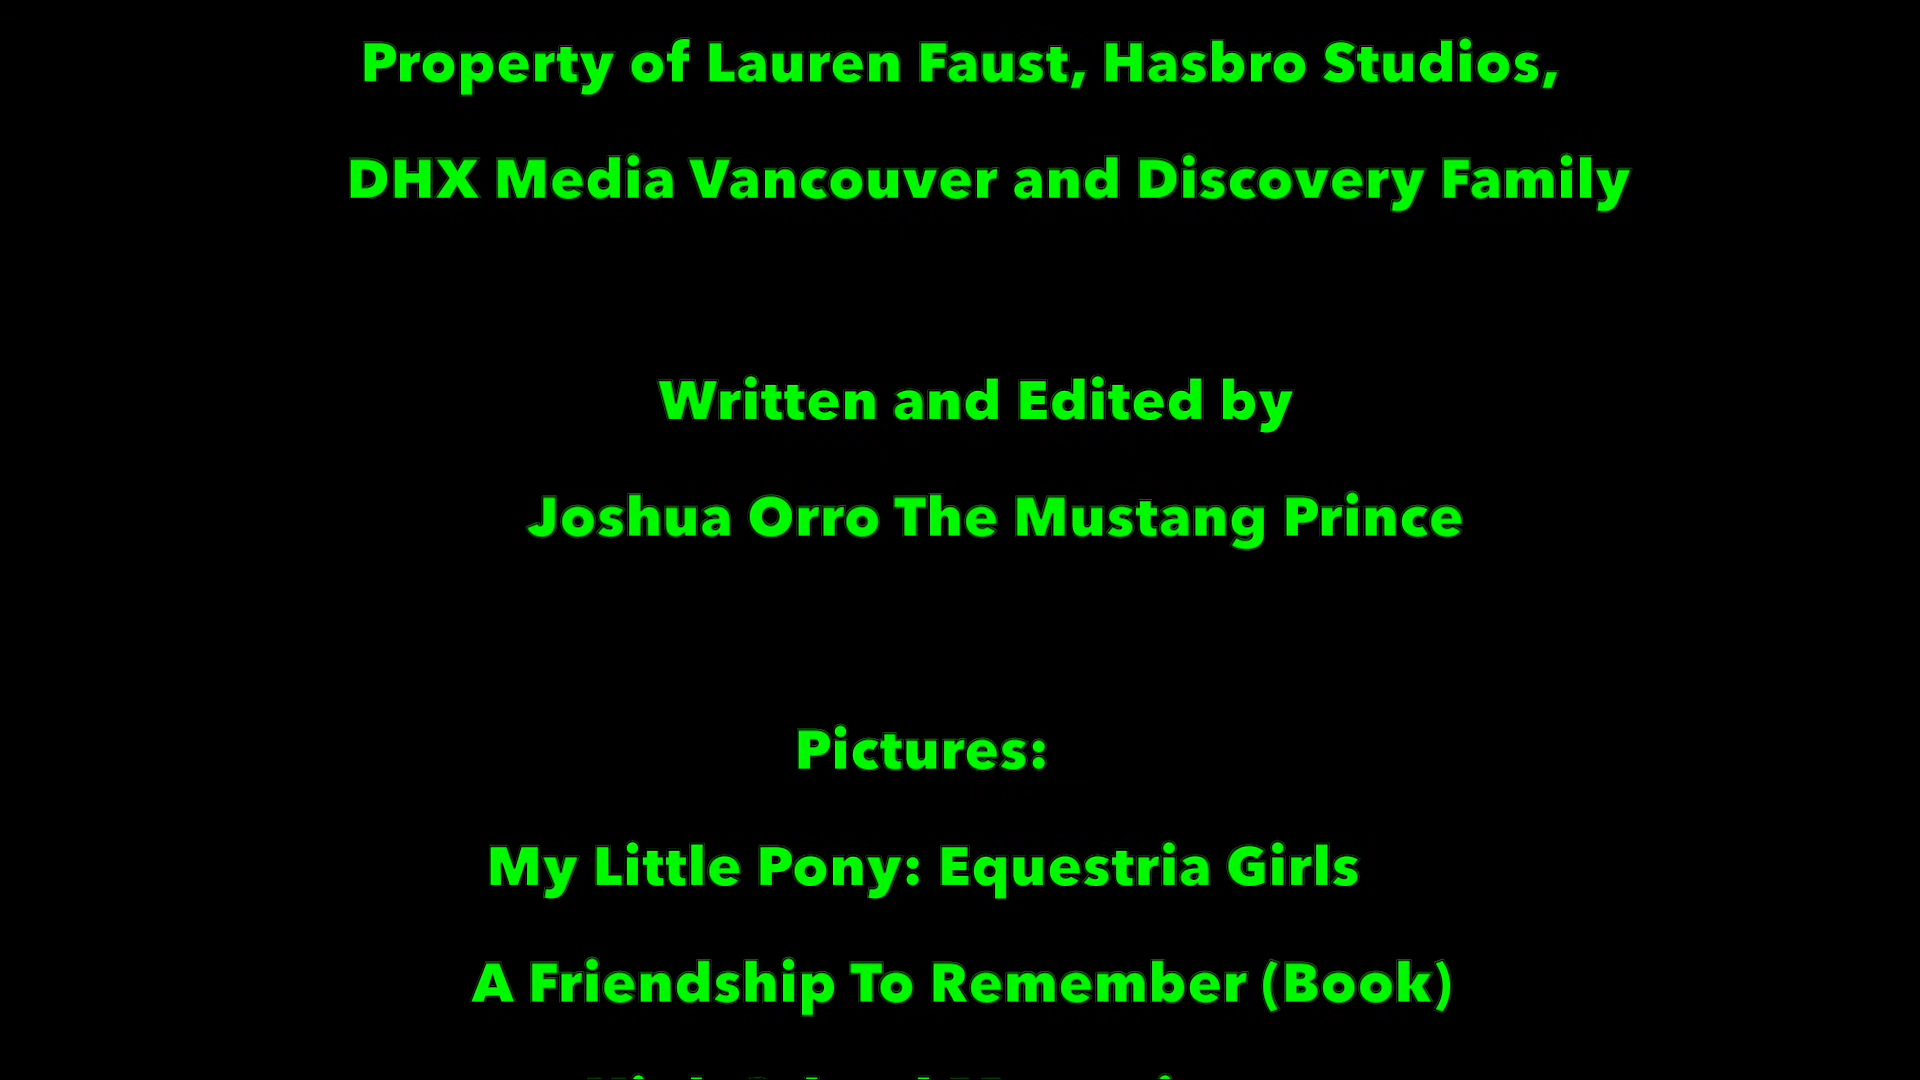 Property of Lauren Faust, Hasbro Studios,
DHX Media Vancouver and Discovery Family
Written and Edited by
Joshua Orro The Mustang Prince
Pictures:
My Little Pony: Equestria Girls
A Friendship To Remember (Book)